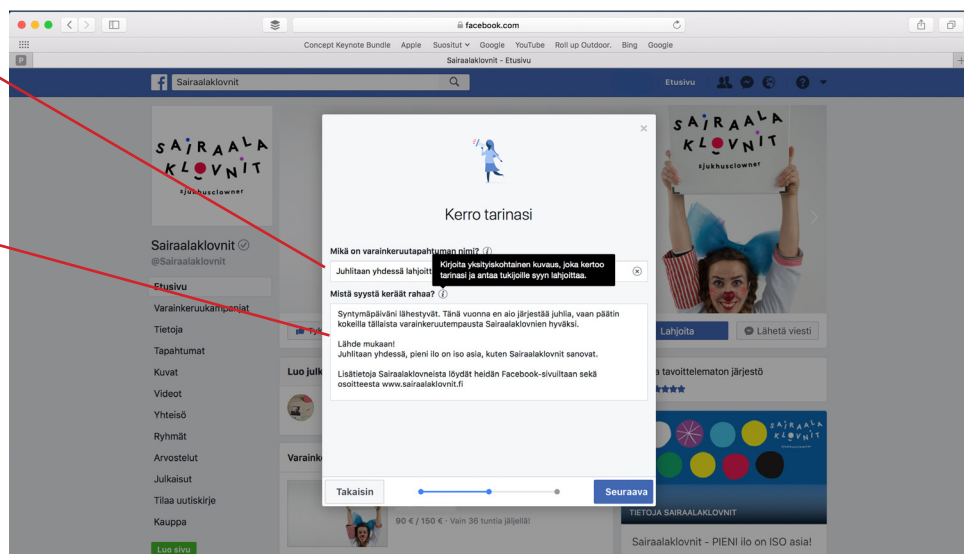 facebook.com
Concept Keynote Bundle Apple Suositut Google YouTube Roll up Outdoor. Bing Google
P
Sairaalaklovnit - Etusivu
Sairaalaklovnit
Etusivu
SAIRAALA
KLOVNIT
sjukhusclowner
SAIRAALA
KLOVNIT
sjukhusclowner
Sairaalaklovnit
@Sairaalaklovnit
Etusivu
Varainkeruukampanjat
Tietoja
Tapahtumat
Kuvat
Videot
Yhteisö
Ryhmät
Arvostelut
Julkaisut
Tilaa uutiskirje
Kauppa
Luo sivu
Luo julk
Varaink
Kerro tarinasi
Mikä on varainkeruutapahtuman nimi?
Juhlitaan yhdessä lahjoitt
Kirjoita yksityiskohtainen kuvaus, joka kertoo
tarinasi ja antaa tukijoille syyn lahjoittaa.
Mistä syystä keräät rahaa?
Syntymäpäiväni lähestyvät. Tänä vuonna en aio järjestää juhlia, vaan päätin
kokeilla tällaista varainkeruutempausta Sairaalaklovnien hyväksi.
Lähde mukaan!
Juhlitaan yhdessä, pieni ilo on iso asia, kuten Sairaalaklovnit sanovat.
Lisätietoja Sairaalaklovneista löydät heidän Facebook-sivuiltaan sekä
osoitteesta www.sairaalaklovnit.fi
Takaisin
Seuraava
90 € / 150 € · Vain 36 tuntia jäljellä!
Lahjoita
Lähetä viesti
a tavoittelematon järjestö
SAIRAALA
KLOVNIT
TIETOJA SAIRAALAKLOVNIT
Sairaalaklovnit - PIENI ilo on ISO asia!